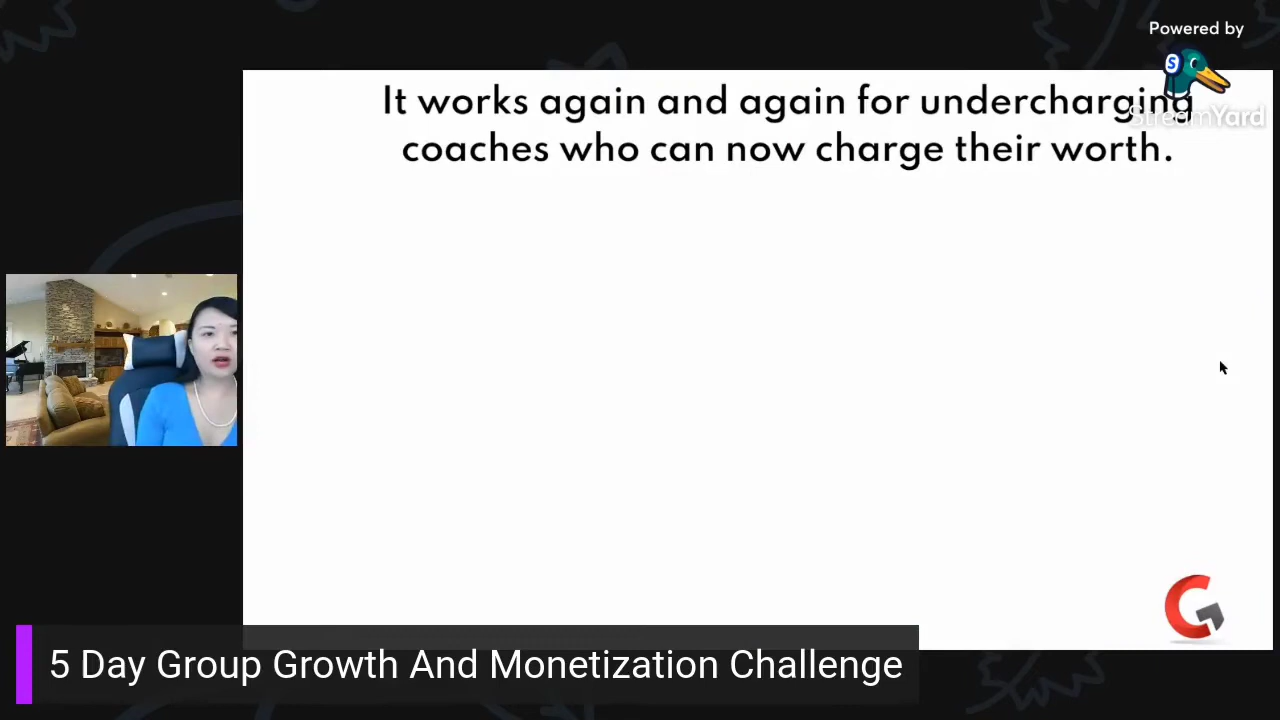 Powered by
StreamYard
It works again and again for undercharging
coaches who can now charge their worth.
5 Day Group Growth And Monetization Challenge